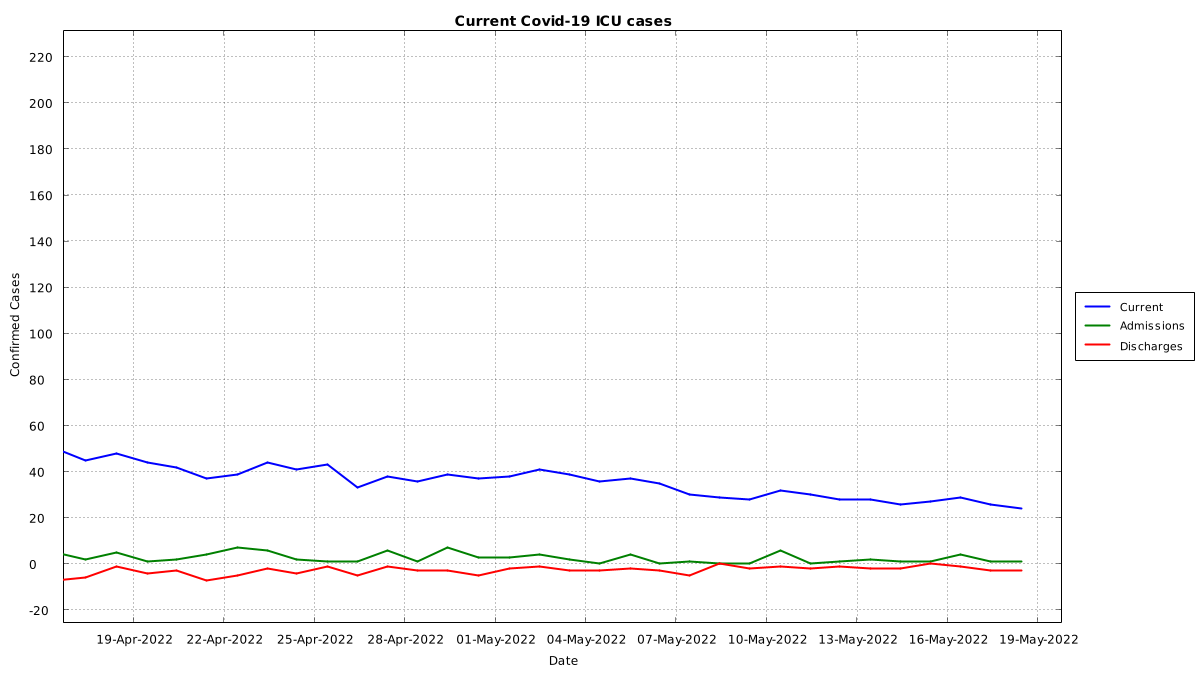 Current Covid-19 ICU cases
220
200
180
160
140
120
100
80
60
40
20
0
-20
Confirmed Cases
19-Apr-2022 22-Apr-2022 25-Apr-2022 28-Apr-2022 01-May-2022 04-May-2022 07-May-2022 10-May-2022 13-May-2022 16-May-2022 19-May-2022
Date
Current
Admissions
Discharges